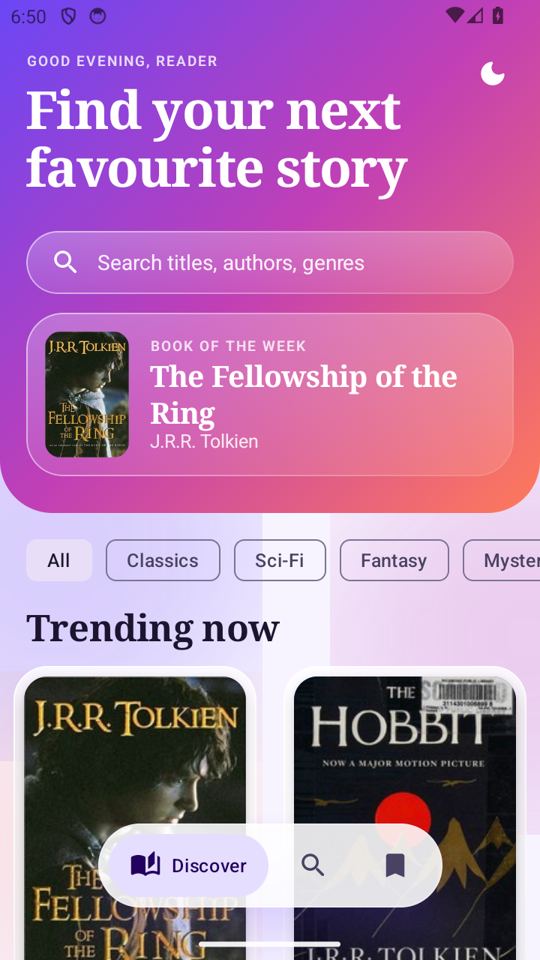 6:50
GOOD EVENING, READER
Find your next
favourite story
Search titles, authors, genres
J.R.R. TOLKIEN
THE
FELLOWSHIP
OF THE
RING
BOOK OF THE WEEK
The Fellowship of the
Ring
J.R.R. Tolkien
All
Classics
Sci-Fi
Fantasy
Myster
Trending now
J.R.R. TOLKIEN
THE
FELLOWSHIP
OF THE
RING
THE
HOBBIT
NOW A MAJOR MOTION PICTURE
J.R.R. TOLKIEN
Discover